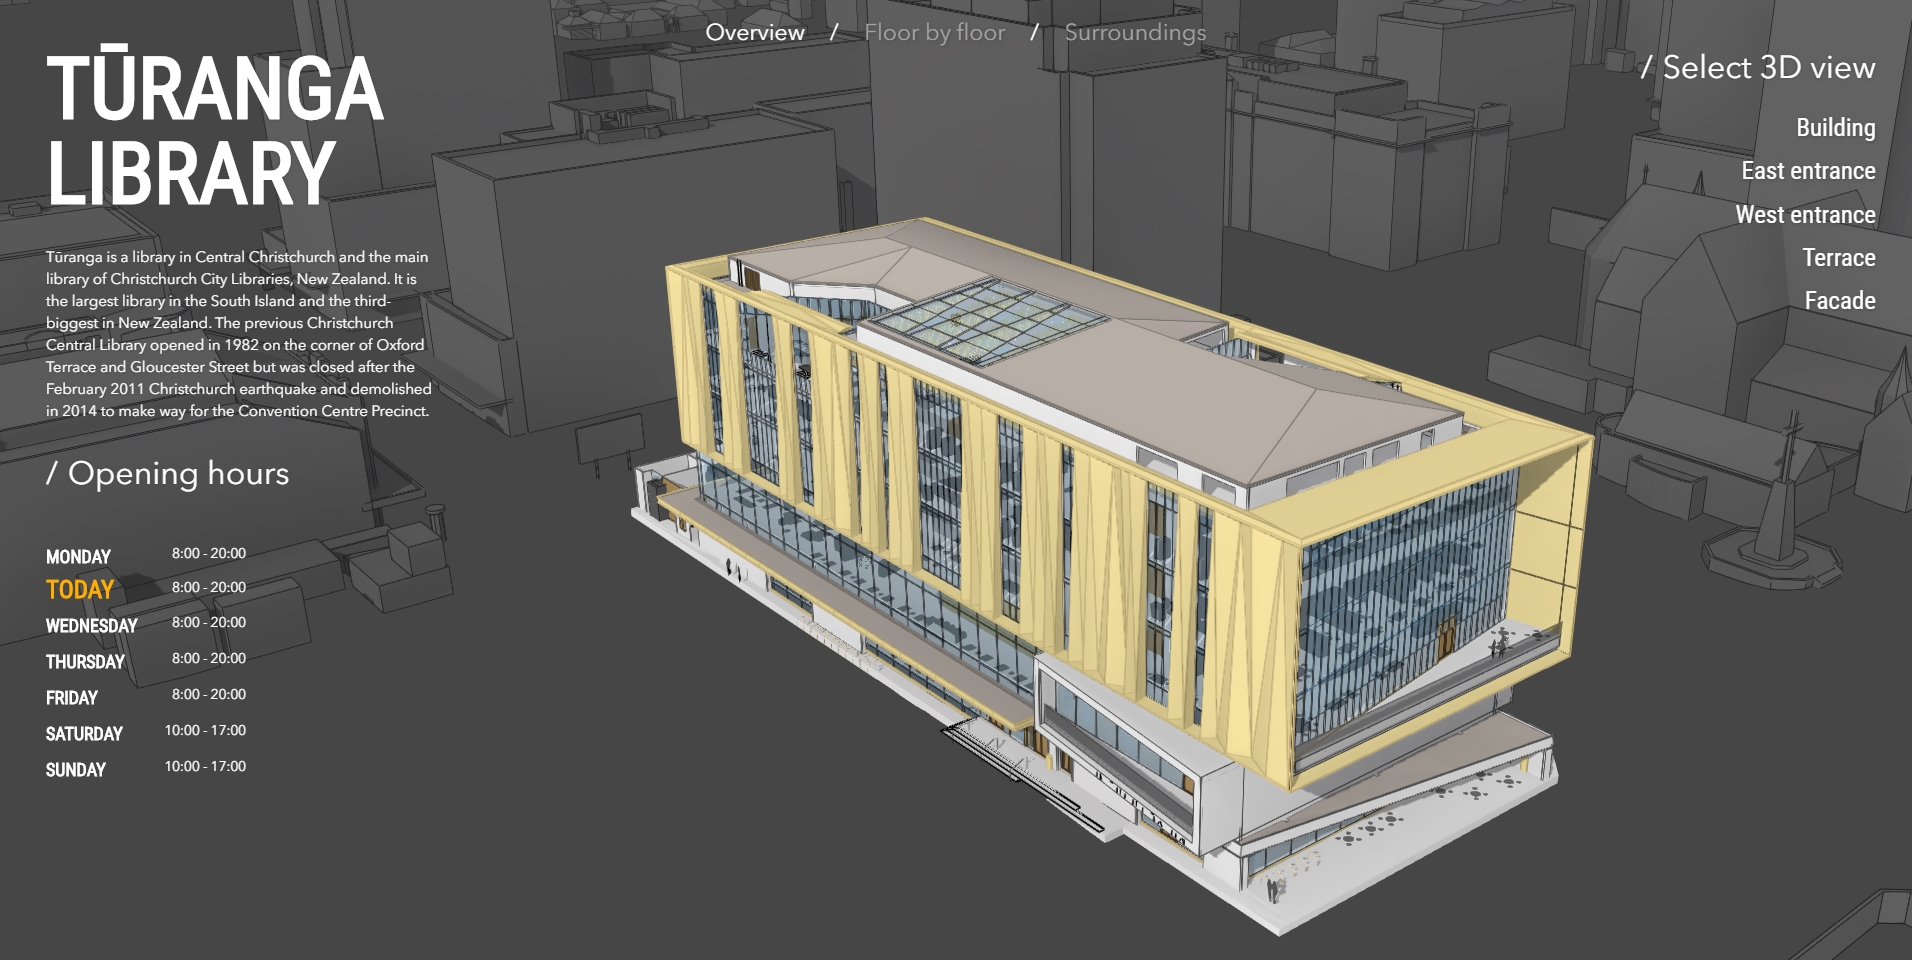 Overview / Floor by floor / Surroundings
TŪRANGA
LIBRARY
Tūranga is a library in Central Christchurch and the main
library of Christchurch City Libraries, New Zealand. It is
the largest library in the South Island and the third-
biggest in New Zealand. The previous Christchurch
Central Library opened in 1982 on the corner of Oxford
Terrace and Gloucester Street but was closed after the
February 2011 Christchurch earthquake and demolished
in 2014 to make way for the Convention Centre Precinct.
/ Opening hours
MONDAY 8:00 - 20:00
TODAY 8:00 - 20:00
WEDNESDAY 8:00 - 20:00
THURSDAY 8:00 - 20:00
FRIDAY 8:00 - 20:00
SATURDAY 10:00 - 17:00
SUNDAY 10:00 - 17:00
/ Select 3D view
Building
East entrance
West entrance
Terrace
Facade